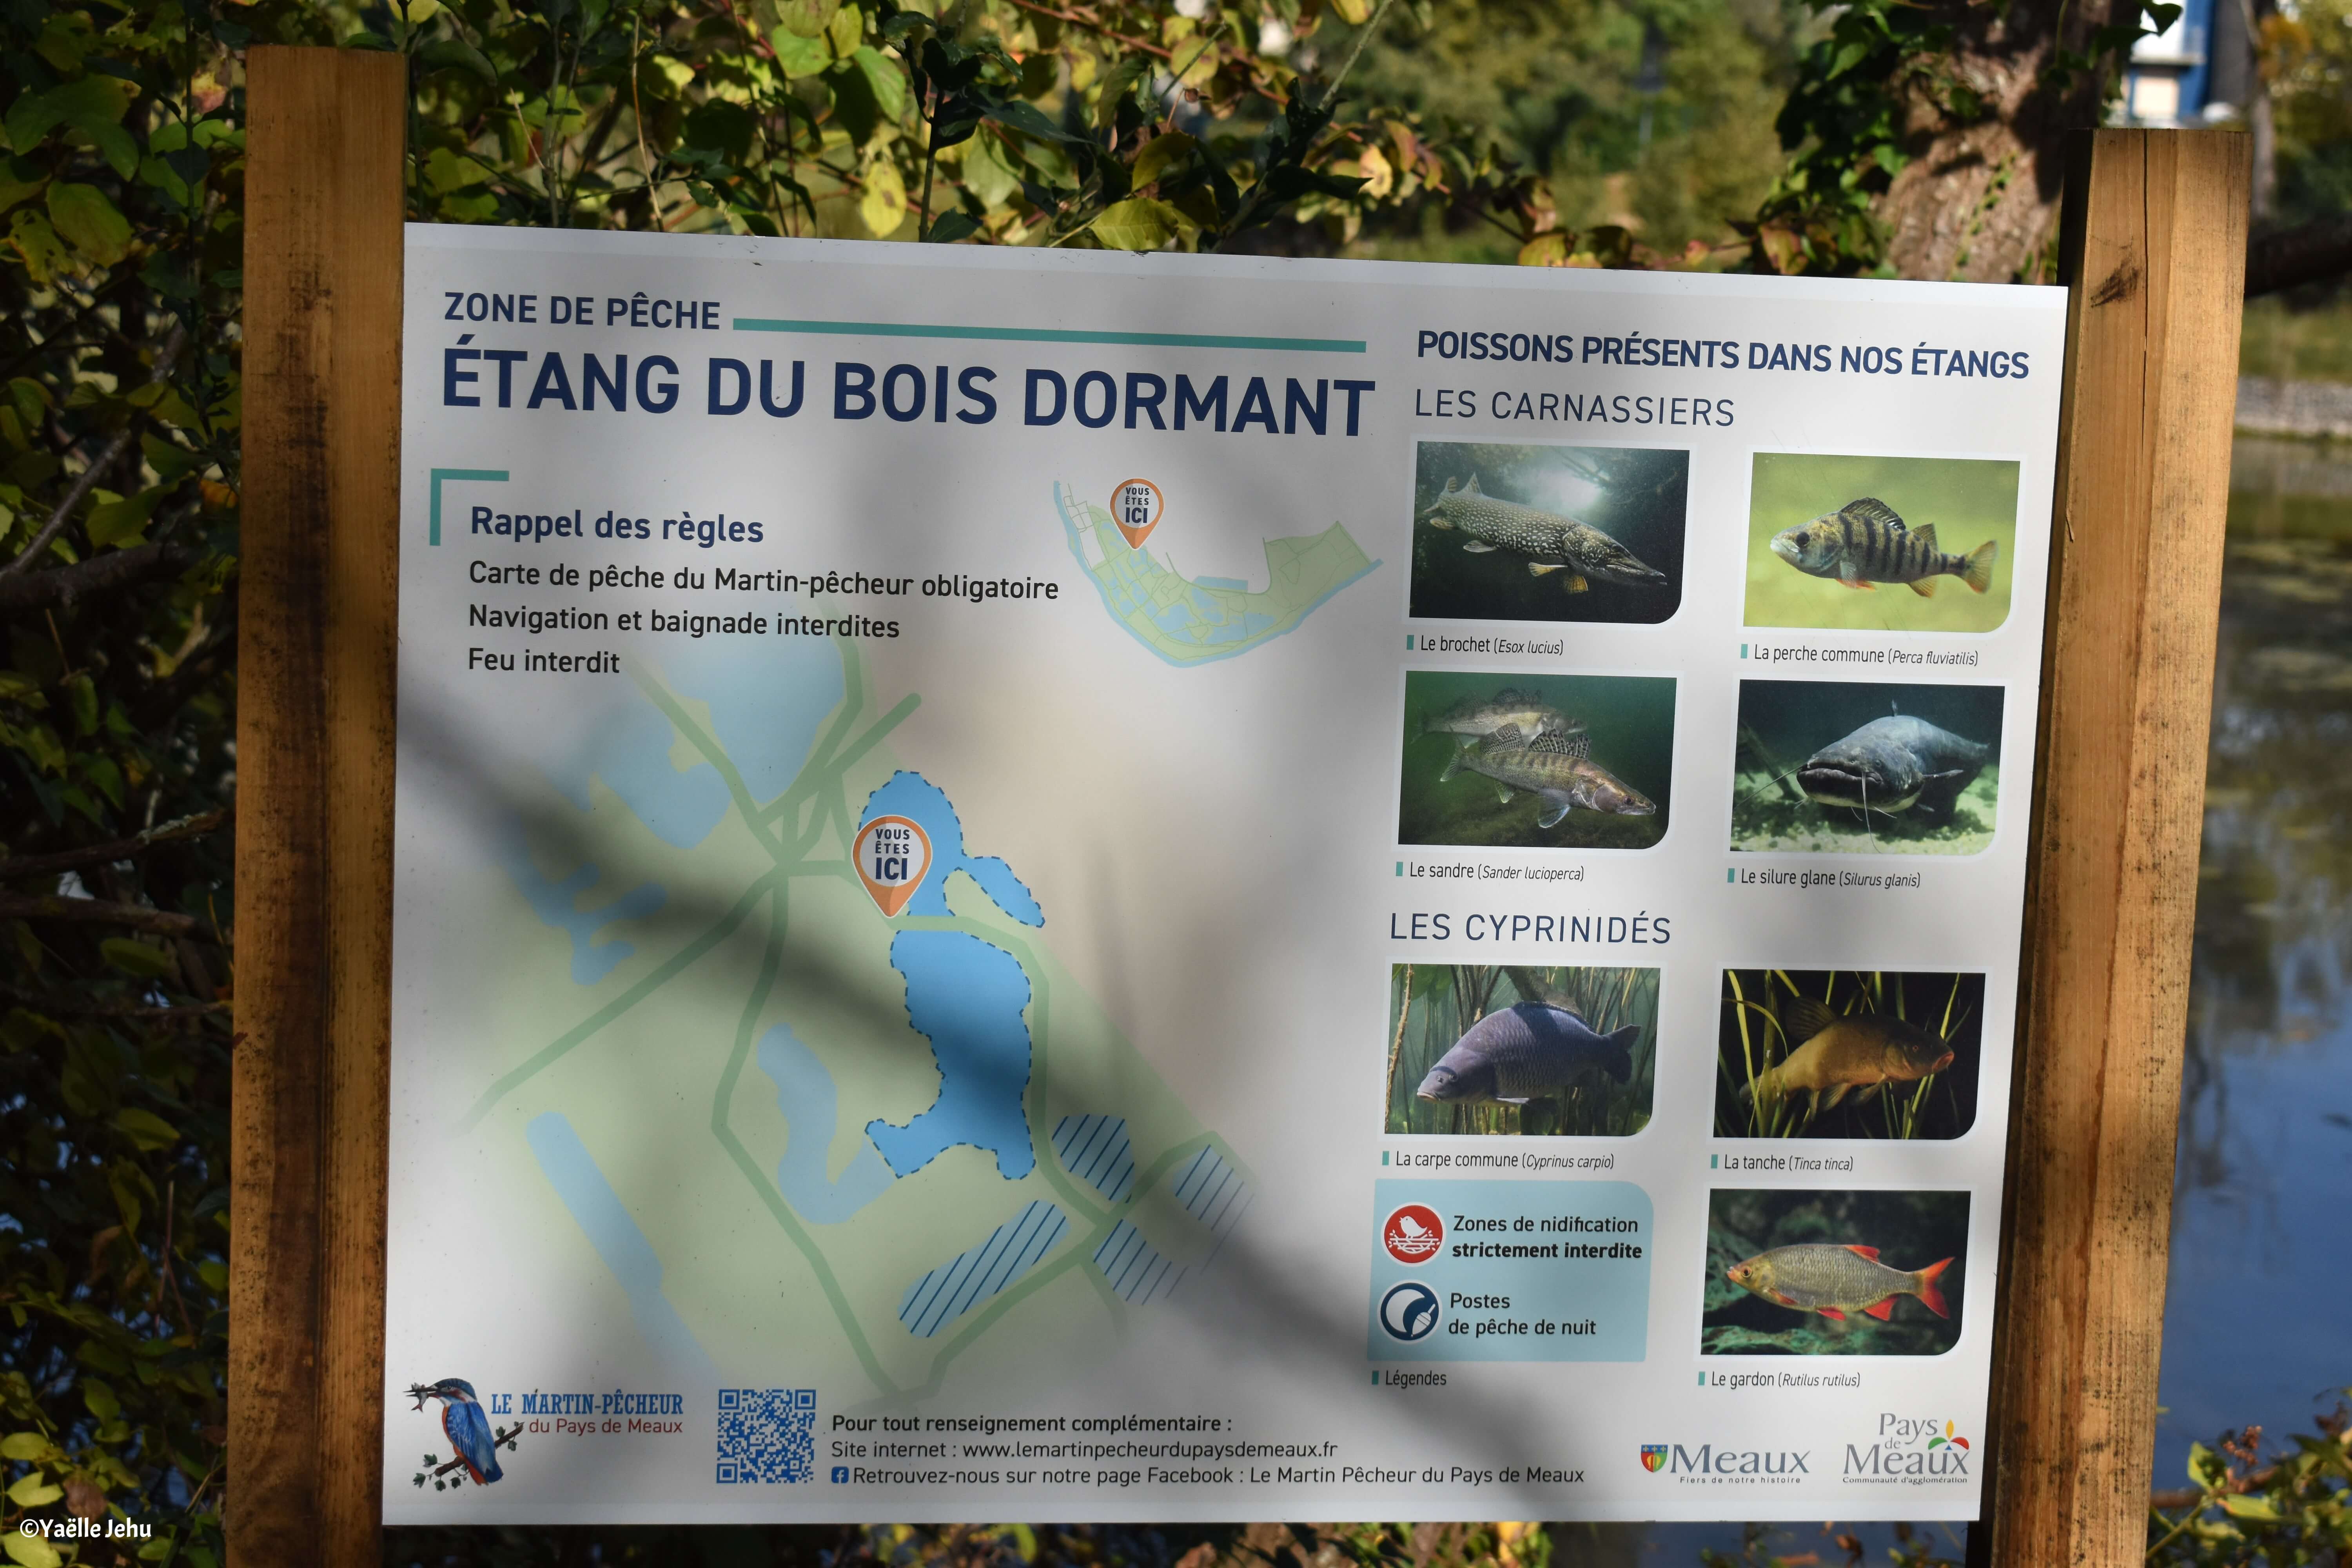 ZONE DE PÊCHE
ÉTANG DU BOIS DORMANT
Rappel des règles
Carte de pêche du Martin-pêcheur obligatoire
Navigation et baignade interdites
Feu interdit
VOUS
ÊTES
ICI
VOUS
ÊTES
ICI
POISSONS PRÉSENTS DANS NOS ÉTANGS
LES CARNASSIERS
Le brochet (Esox lucius)
La perche commune (Perca fluviatilis)
Le sandre (Sander lucioperca)
Le silure glane (Silurus glanis)
LES CYPRINIDÉS
La carpe commune (Cyprinus carpio)
La tanche (Tinca tinca)
Zones de nidification
strictement interdite
Postes
de pêche de nuit
Légendes
Le gardon (Rutilus rutilus)
LE MARTIN-PÊCHEUR
du Pays de Meaux
Pour tout renseignement complémentaire :
Site internet : www.lemartinpecheurdupaysdemeaux.fr
Retrouvez-nous sur notre page Facebook : Le Martin Pêcheur du Pays de Meaux
Meaux
Fiers de notre histoire
Pays
de
Meaux
Communauté d'agglomération
©Yaëlle Jehu